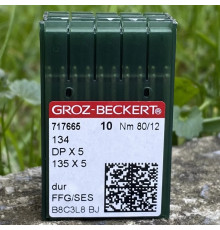 GROZ-BECKERT®
717665 10 Nm 80/12
134
DP X 5
135 X 5
dur
FFG/SES
B8C3L8 BJ